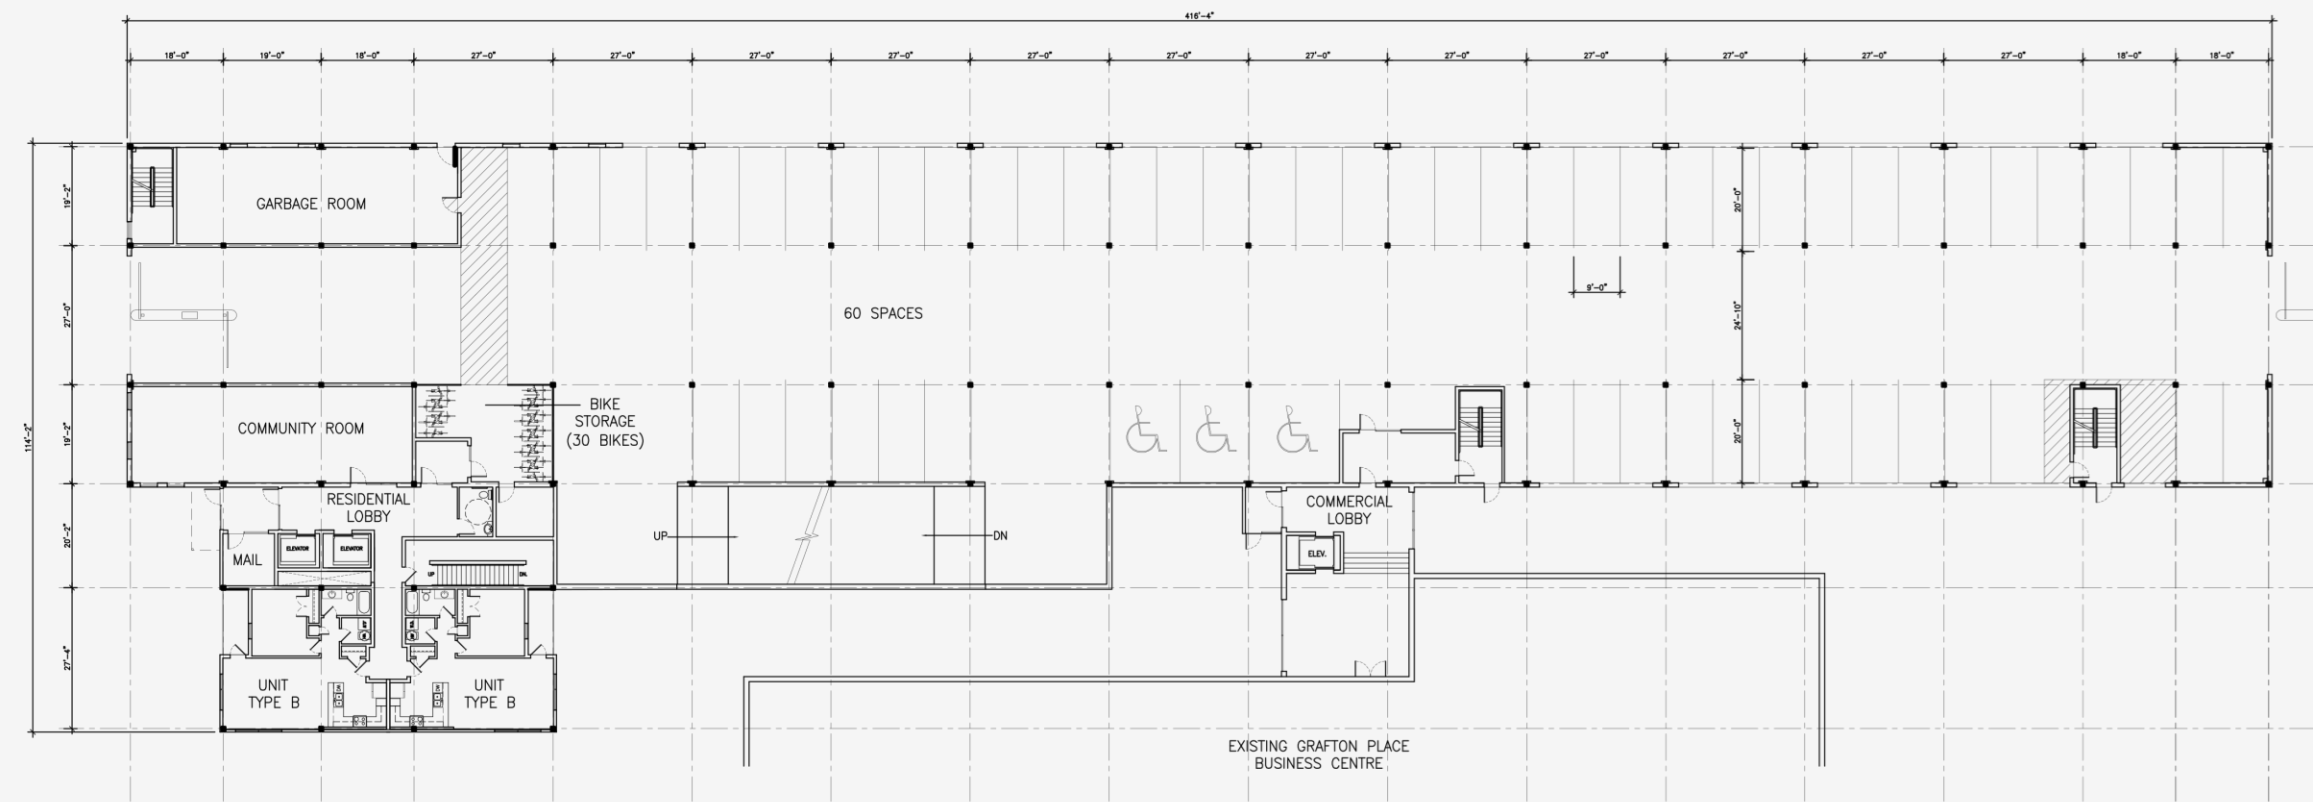 416'-4"
18'-0" 19'-0" 18'-0" 27'-0" 27'-0" 27'-0" 27'-0" 27'-0" 27'-0" 27'-0" 27'-0" 27'-0" 27'-0" 27'-0" 27'-0" 18'-0" 18'-0"
114'-2"
19'-2"
27'-0"
19'-2"
20'-2"
27'-4"
GARBAGE ROOM
20'-0"
60 SPACES
9'-0"
24'-10"
20'-0"
COMMUNITY ROOM
BIKE
STORAGE
(30 BIKES)
RESIDENTIAL
LOBBY
COMMERCIAL
LOBBY
MAIL
ELEVATOR
ELEVATOR
UP
DN.
UP
DN
ELEV.
UNIT
TYPE B
UNIT
TYPE B
EXISTING GRAFTON PLACE
BUSINESS CENTRE